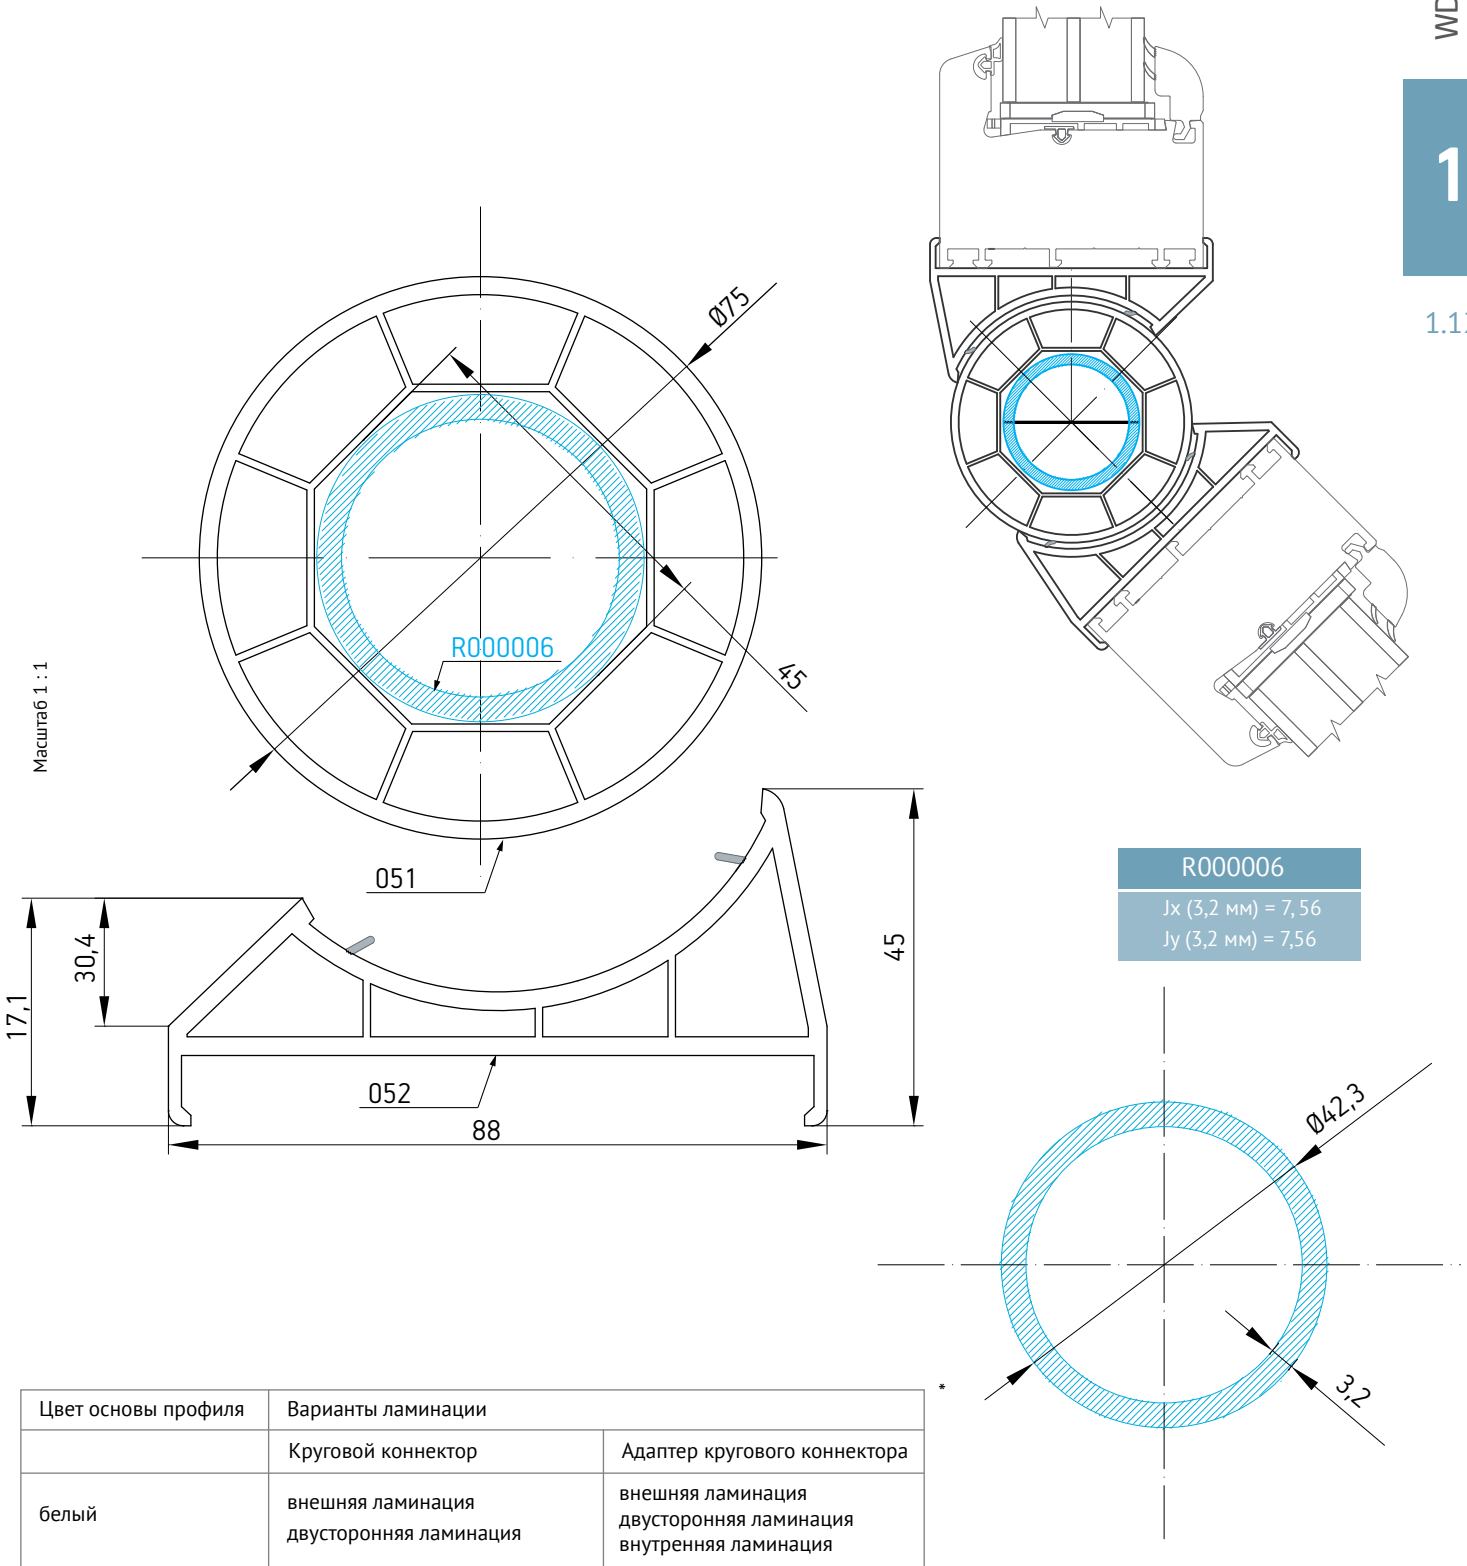 WD
1
1.1
Масштаб 1 : 1
Ø75
45
R000006
051
45
30,4
17,1
052
88
R000006
Jx (3,2 мм) = 7,56
Jy (3,2 мм) = 7,56
Ø42,3
3,2
*
Цвет основы профиля
Варианты ламинации
Круговой коннектор
Адаптер кругового коннектора
белый
внешняя ламинация
двусторонняя ламинация
внешняя ламинация
двусторонняя ламинация
внутренняя ламинация